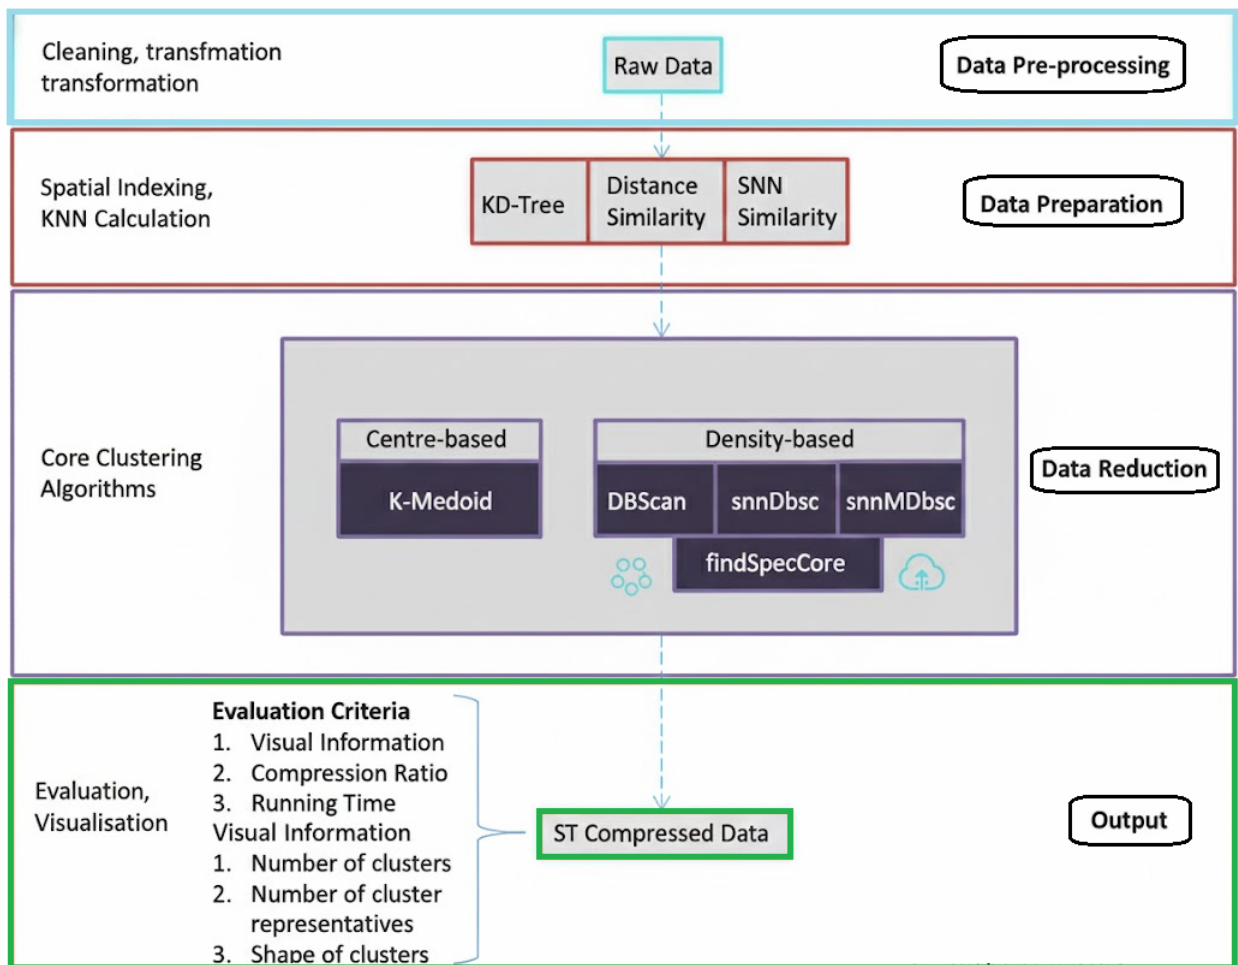 Cleaning, transfmation
transformation
Raw Data
Data Pre-processing
Spatial Indexing,
KNN Calculation
KD-Tree
Distance
Similarity
SNN
Similarity
Data Preparation
Core Clustering
Algorithms
Centre-based
K-Medoid
Density-based
DBScan
snnDbsc
snnMDbsc
findSpecCore
Data Reduction
Evaluation,
Visualisation
Evaluation Criteria
1. Visual Information
2. Compression Ratio
3. Running Time
Visual Information
1. Number of clusters
2. Number of cluster
representatives
3. Shape of clusters
ST Compressed Data
Output